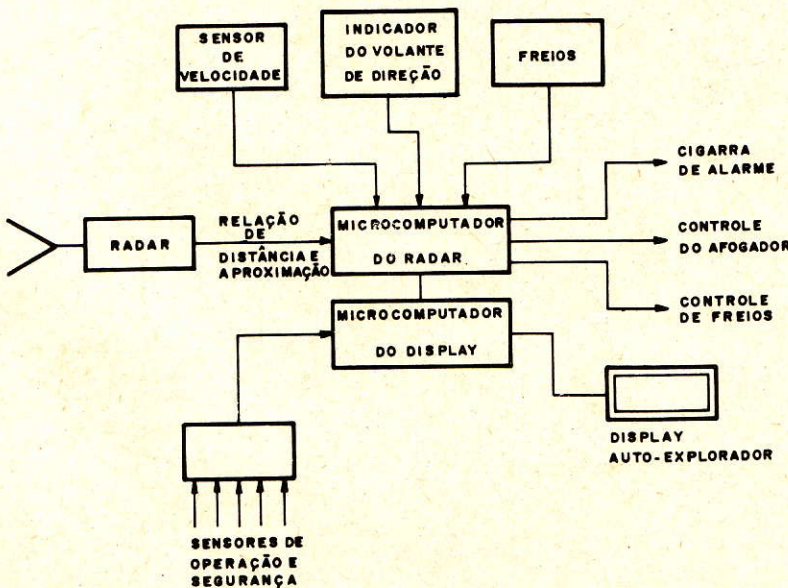 SENSOR
DE
VELOCIDADE
INDICADOR
DO VOLANTE
DE DIREÇÃO
FREIOS
CIGARRA
DE ALARME
RADAR
RELAÇÃO
DE
DISTÂNCIA E
APROXIMAÇÃO
MICROCOMPUTADOR
DO RADAR
CONTROLE
DO AFOGADOR
CONTROLE
DE FREIOS
MICROCOMPUTADOR
DO DISPLAY
DISPLAY
AUTO-EXPLORADOR
SENSORES DE
OPERAÇÃO E
SEGURANÇA